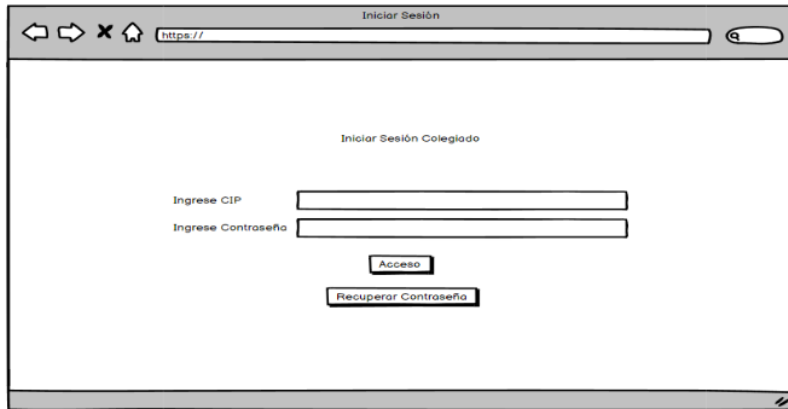 Iniciar Sesión
https://
Iniciar Sesión Colegiado
Ingrese CIP
Ingrese Contraseña
Acceso
Recuperar Contraseña